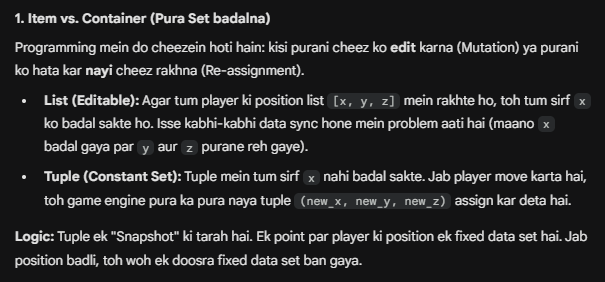 1. Item vs. Container (Pura Set badalna)
Programming mein do cheezein hoti hain: kisi purani cheez ko edit karna (Mutation) ya purani
ko hata kar nayi cheez rakhna (Re-assignment).
• List (Editable): Agar tum player ki position list [x, y, z] mein rakhte ho, toh tum sirf x
ko badal sakte ho. Isse kabhi-kabhi data sync hone mein problem aati hai (maano x
badal gaya par y aur z purane reh gaye).
• Tuple (Constant Set): Tuple mein tum sirf x nahi badal sakte. Jab player move karta hai,
toh game engine pura ka pura naya tuple (new_x, new_y, new_z) assign kar deta hai.
Logic: Tuple ek "Snapshot" ki tarah hai. Ek point par player ki position ek fixed data set hai. Jab
position badli, toh woh ek doosra fixed data set ban gaya.